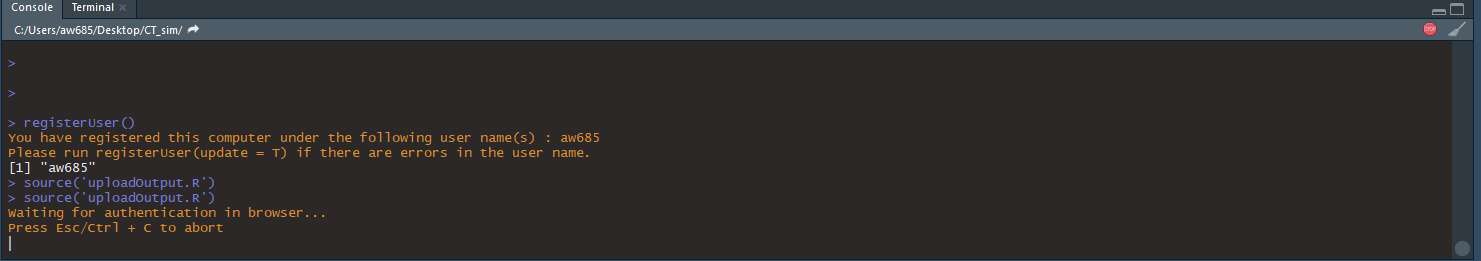 Console Terminal
C:/Users/aw685/Desktop/CT_sim/
>
>
> registerUser()
You have registered this computer under the following user name(s) : aw685
Please run registerUser(update = T) if there are errors in the user name.
[1] "aw685"
> source('uploadOutput.R')
> source('uploadOutput.R')
Waiting for authentication in browser...
Press Esc/Ctrl + C to abort